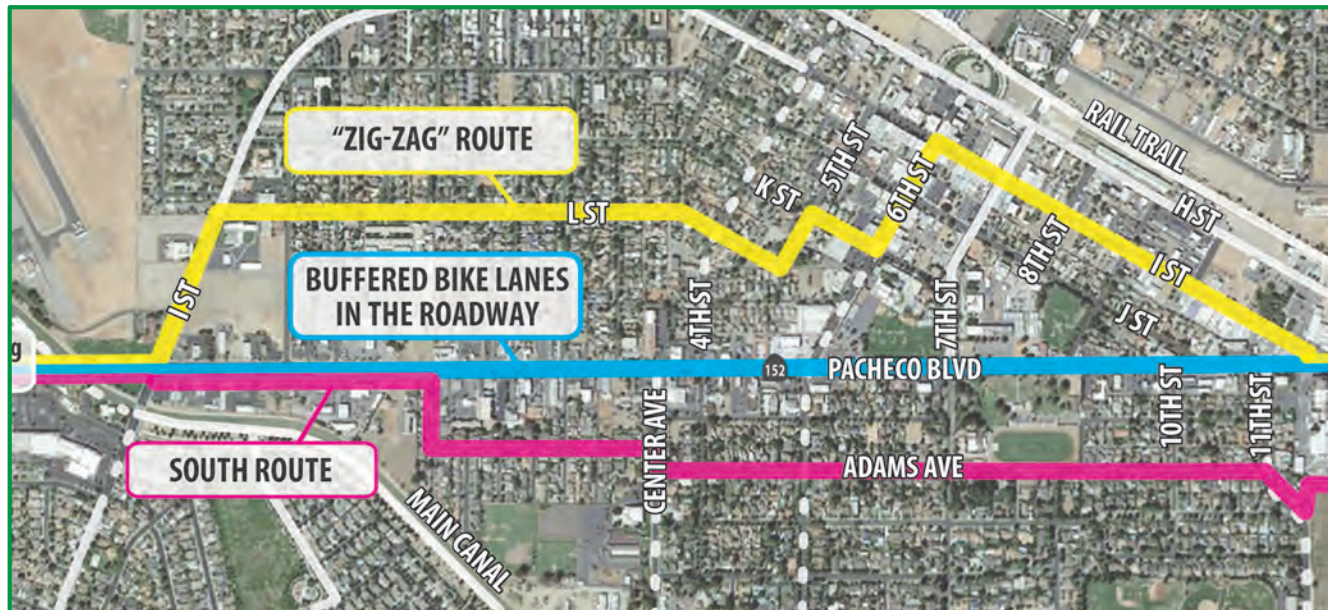 "ZIG-ZAG" ROUTE
RAIL TRAIL
5TH ST
K ST
6TH ST
H ST
L ST
8TH ST
I ST
BUFFERED BIKE LANES
IN THE ROADWAY
I ST
4TH ST
7TH ST
J ST
g
152
PACHECO BLVD
10TH ST
11TH ST
CENTER AVE
SOUTH ROUTE
ADAMS AVE
MAIN CANAL